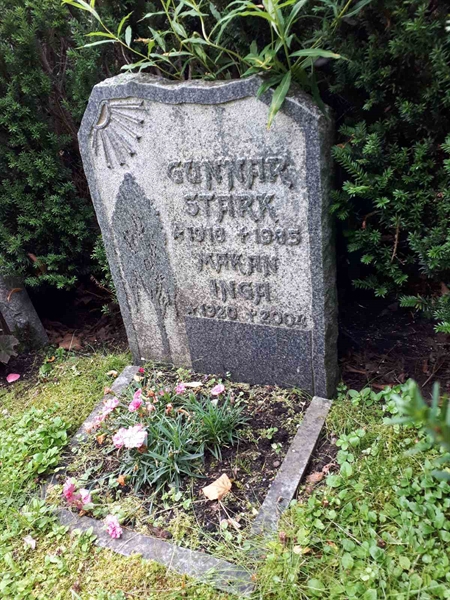 GUNNAR
STARK
*1918 +1985
MAKAN
INGA
*1920 +2004